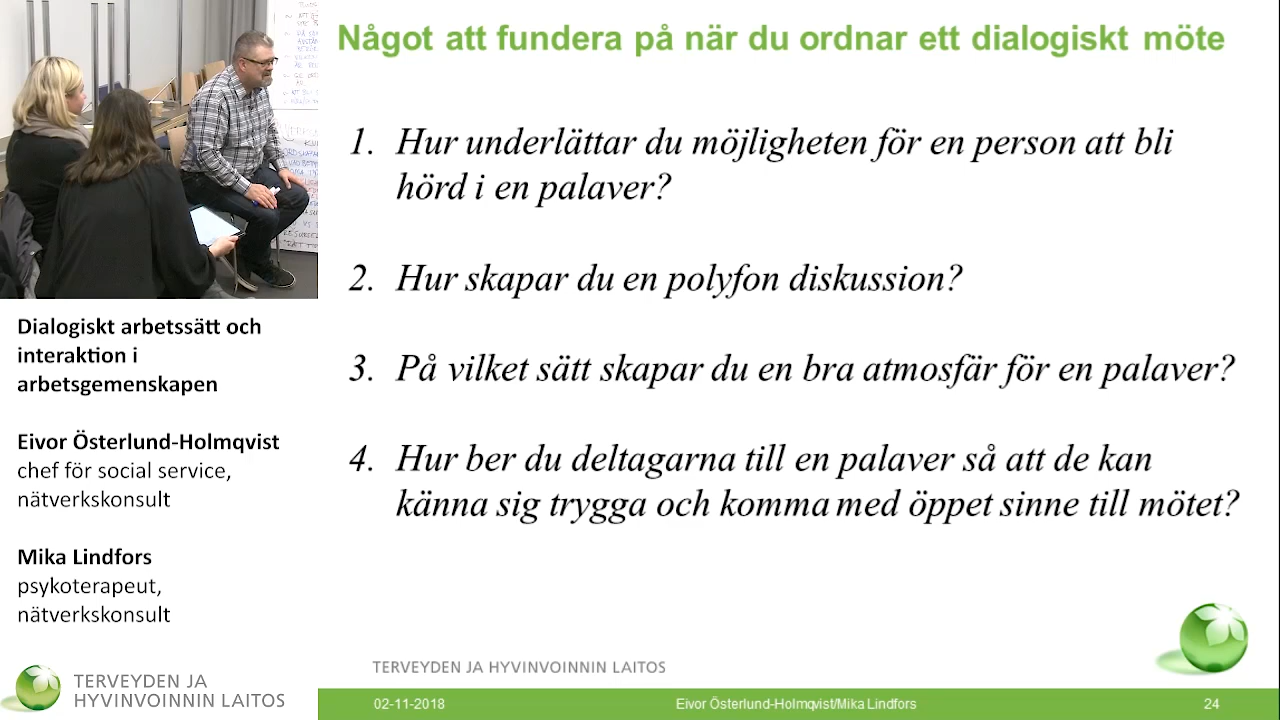 Något att fundera på när du ordnar ett dialogiskt möte
1. Hur underlättar du möjligheten för en person att bli
hörd i en palaver?
2. Hur skapar du en polyfon diskussion?
3. På vilket sätt skapar du en bra atmosfär för en palaver?
4. Hur ber du deltagarna till en palaver så att de kan
känna sig trygga och komma med öppet sinne till mötet?
Dialogiskt arbetssätt och
interaktion i
arbetsgemenskapen
Eivor Österlund-Holmqvist
chef för social service,
nätverkskonsult
Mika Lindfors
psykoterapeut,
nätverkskonsult
TERVEYDEN JA
HYVINVOINNIN LAITOS
TERVEYDEN JA HYVINVOINNIN LAITOS
02-11-2018
Eivor Österlund-Holmqvist/Mika Lindfors
24